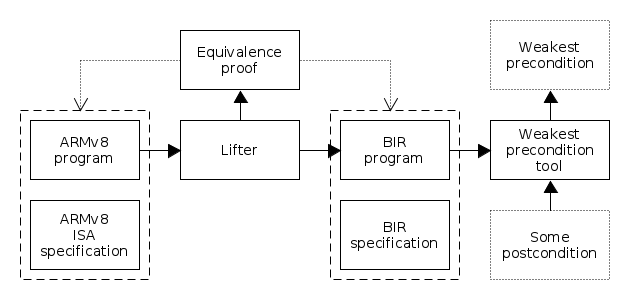 Equivalence
proof
Weakest
precondition
ARMv8
program
Lifter
BIR
program
Weakest
precondition
tool
ARMv8
ISA
specification
BIR
specification
Some
postcondition